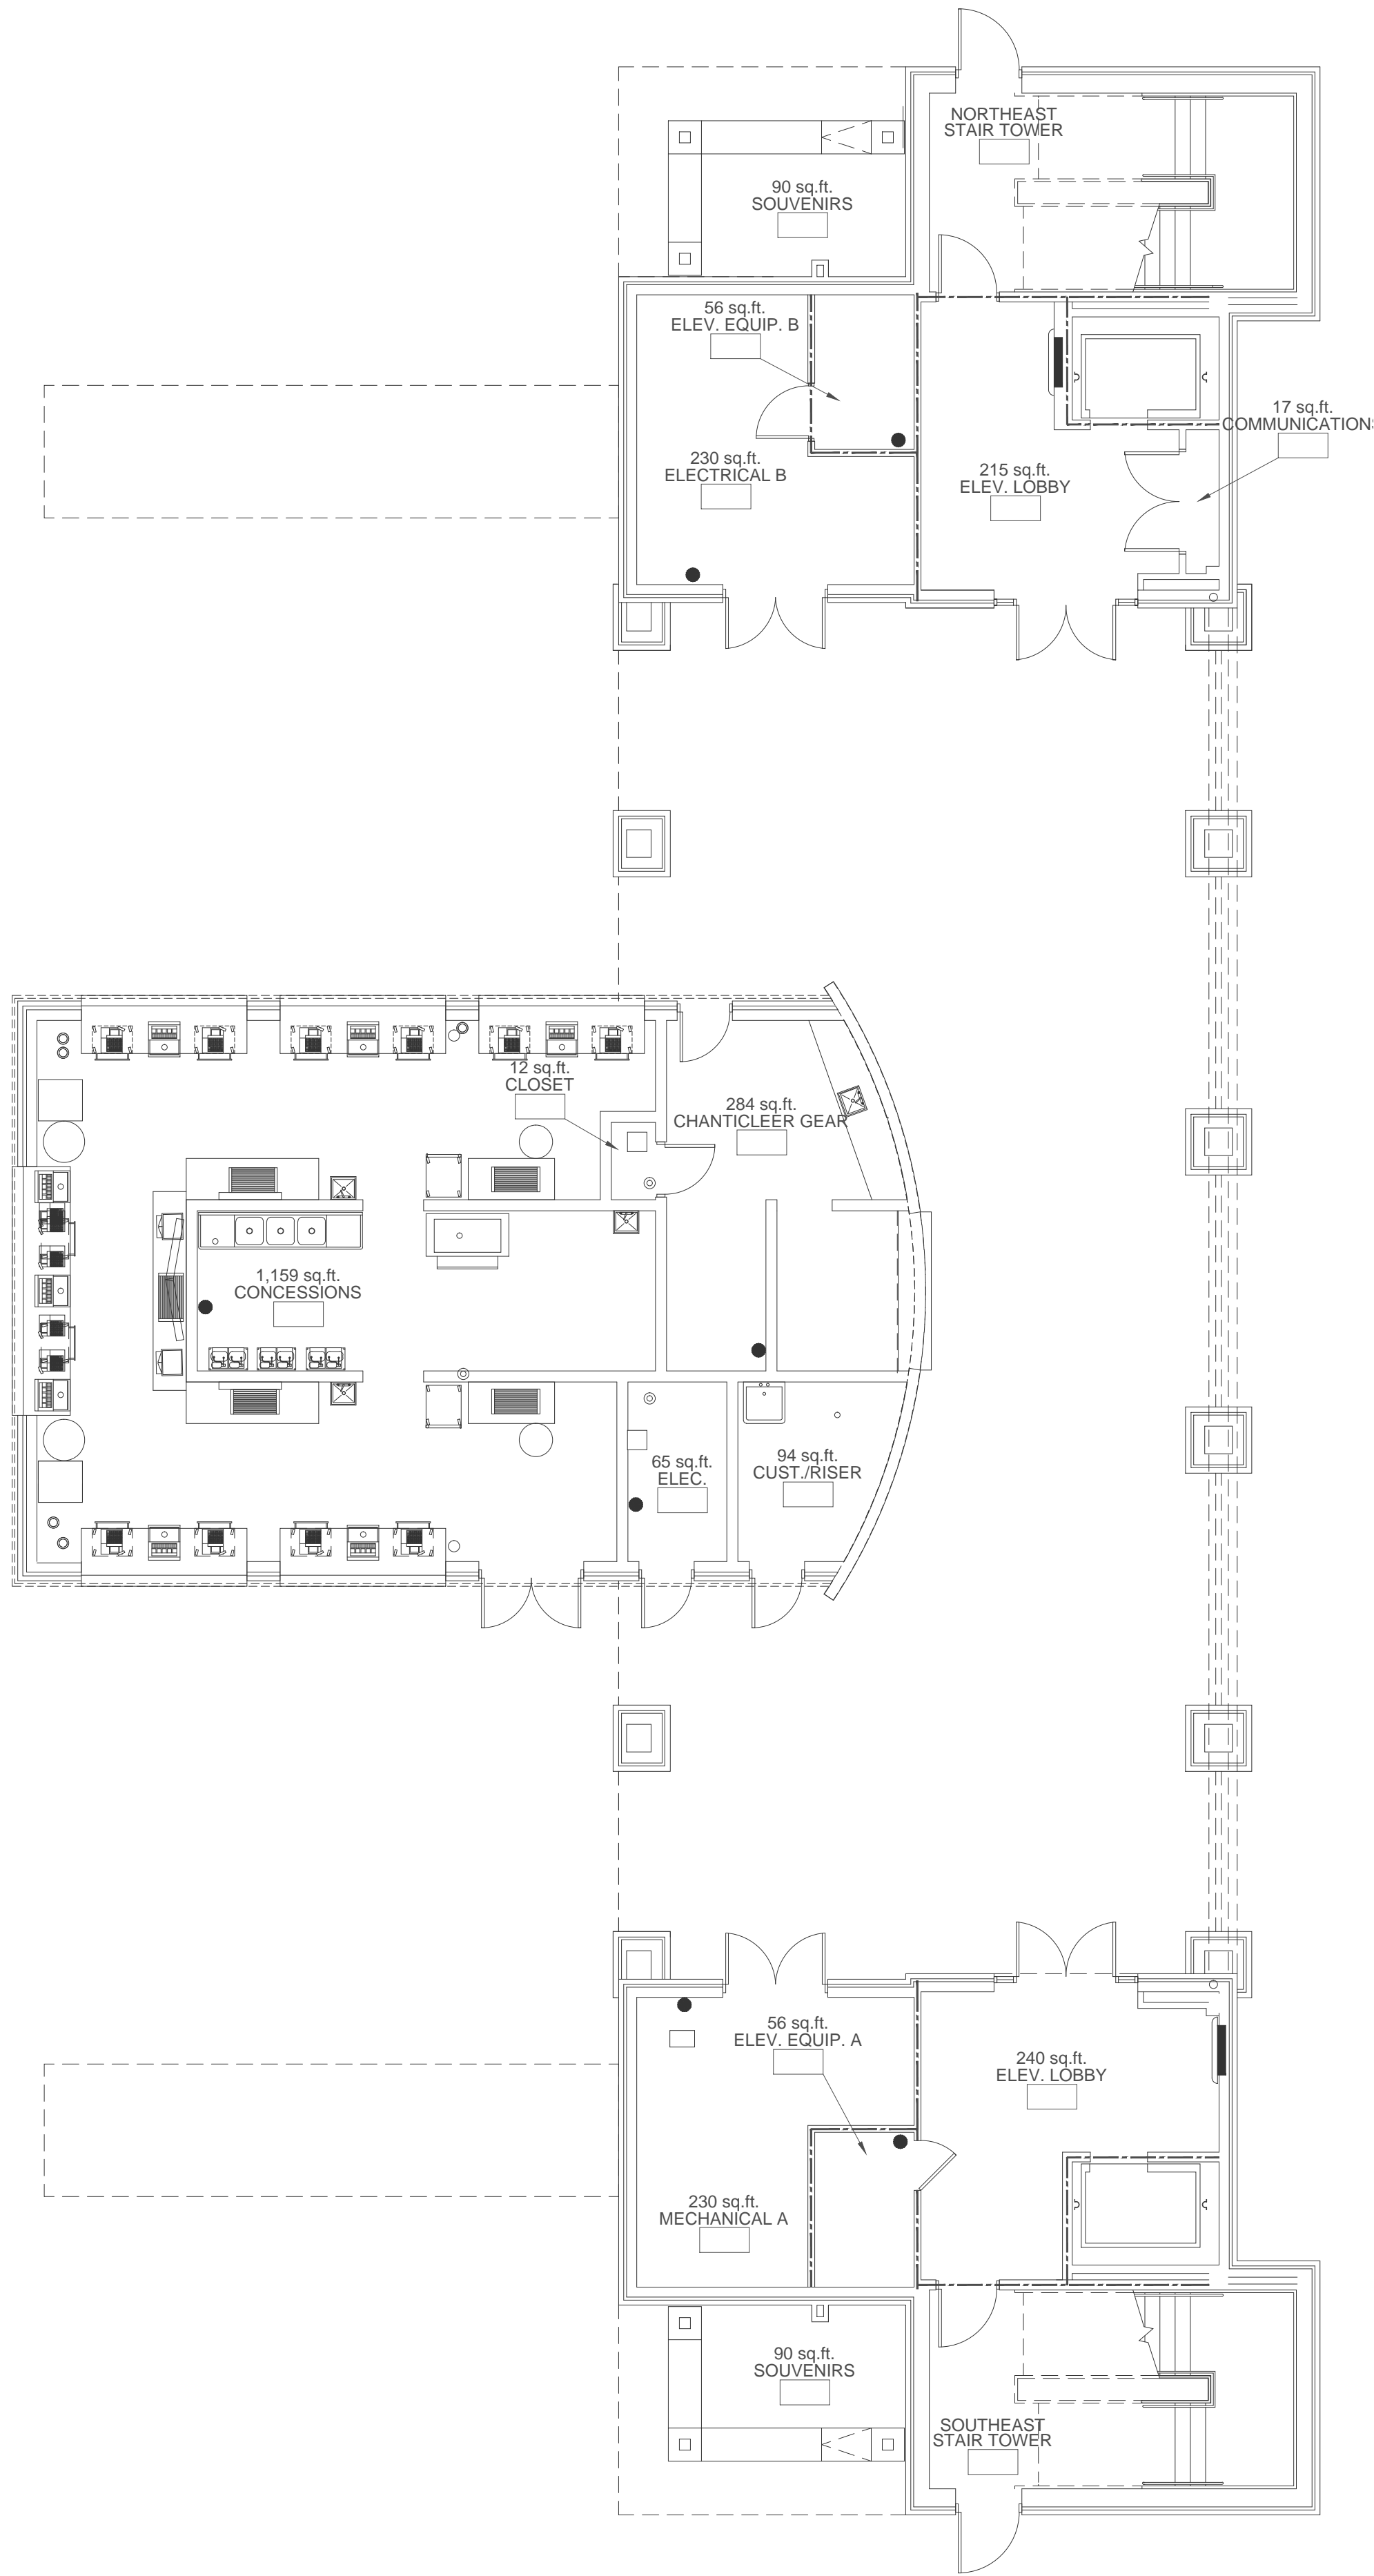 NORTHEAST
STAIR TOWER
90 sq.ft.
SOUVENIRS
56 sq.ft.
ELEV. EQUIP. B
17 sq.ft.
COMMUNICATIONS
230 sq.ft.
ELECTRICAL B
215 sq.ft.
ELEV. LOBBY
12 sq.ft.
CLOSET
284 sq.ft.
CHANTICLEER GEAR
1,159 sq.ft.
CONCESSIONS
65 sq.ft.
ELEC.
94 sq.ft.
CUST./RISER
56 sq.ft.
ELEV. EQUIP. A
240 sq.ft.
ELEV. LOBBY
230 sq.ft.
MECHANICAL A
90 sq.ft.
SOUVENIRS
SOUTHEAST
STAIR TOWER